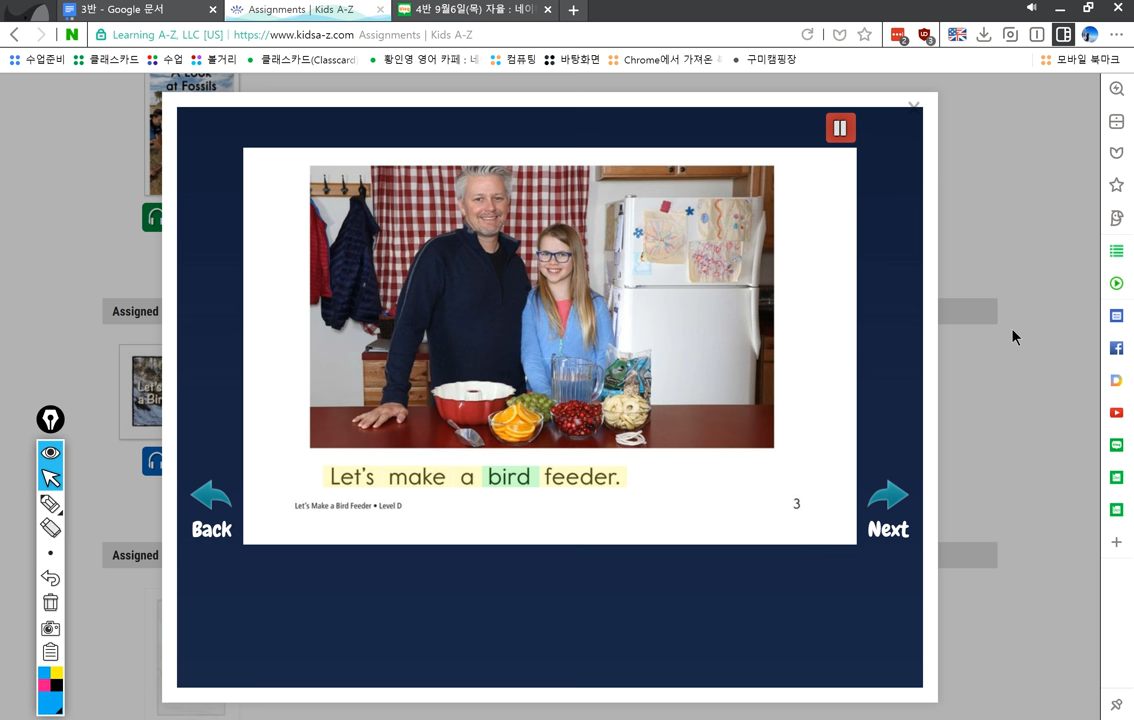 3반 - Google 문서
Assignments | Kids A-Z
4반 9월6일(목) 자율 : 네이
N
Learning A-Z, LLC [US]
https://www.kidsa-z.com Assignments | Kids A-Z
수업준비
클래스카드
수업
볼거리
클래스카드(Classcard
황인영 영어 카페 : 네
컴퓨팅
바탕화면
Chrome에서 가져온
구미캠핑장
모바일 북마크
A Look
at Fossils
Assigned
Let's
a Bir
Let's make a bird feeder.
Let's Make a Bird Feeder • Level D
3
Back
Next
Assigned